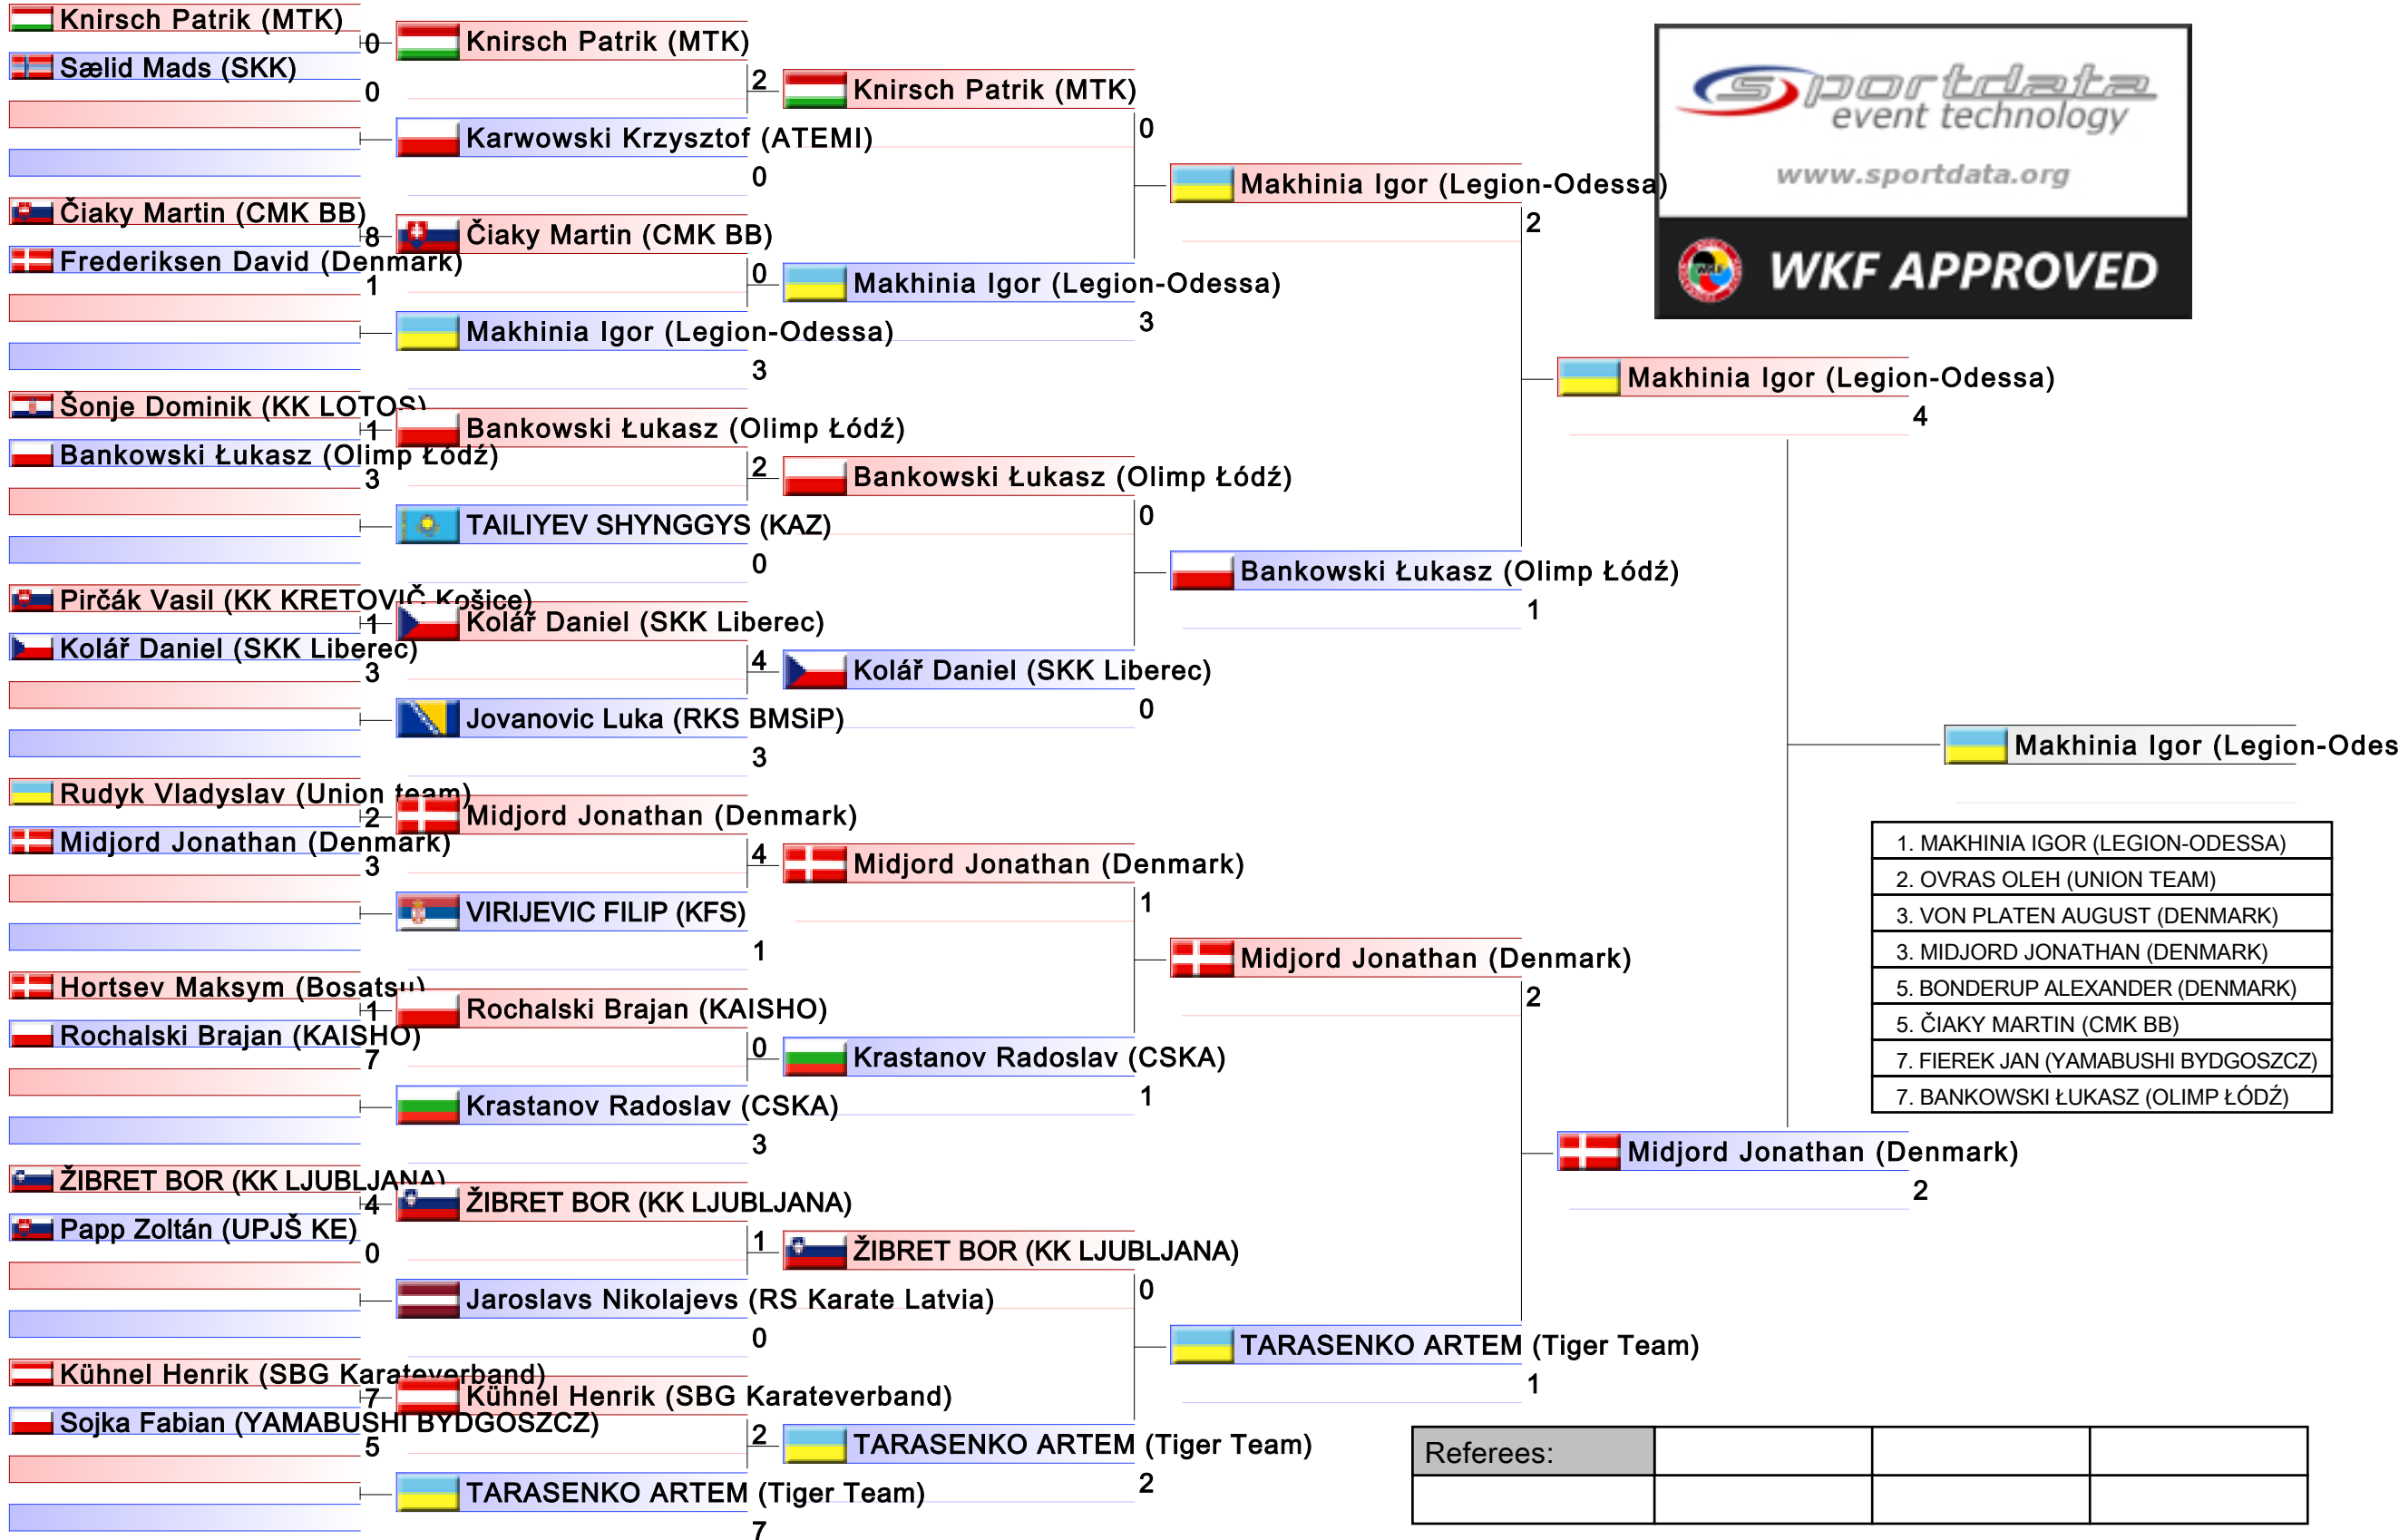 Knirsch Patrik (MTK)
0
Sælid Mads (SKK)
0
Čiaky Martin (CMK BB)
8
Frederiksen David (Denmark)
1
Šonje Dominik (KK LOTOS)
1
Bankowski Łukasz (Olimp Łódź)
3
Pirčák Vasil (KK KRETOVIČ Košice)
1
Kolář Daniel (SKK Liberec)
3
Rudyk Vladyslav (Union team)
2
Midjord Jonathan (Denmark)
3
Hortsev Maksym (Bosatsu)
1
Rochalski Brajan (KAISHO)
7
ŽIBRET BOR (KK LJUBLJANA)
4
Papp Zoltán (UPJŠ KE)
0
Kühnel Henrik (SBG Karateverband)
7
Sojka Fabian (YAMABUSHI BYDGOSZCZ)
5
Knirsch Patrik (MTK)
2
Karwowski Krzysztof (ATEMI)
0
Čiaky Martin (CMK BB)
0
Makhinia Igor (Legion-Odessa)
3
Bankowski Łukasz (Olimp Łódź)
2
TAILIYEV SHYNGGYS (KAZ)
0
Kolář Daniel (SKK Liberec)
4
Jovanovic Luka (RKS BMSiP)
3
Midjord Jonathan (Denmark)
4
VIRIJEVIC FILIP (KFS)
1
Rochalski Brajan (KAISHO)
0
Krastanov Radoslav (CSKA)
3
ŽIBRET BOR (KK LJUBLJANA)
1
Jaroslavs Nikolajevs (RS Karate Latvia)
0
Kühnel Henrik (SBG Karateverband)
2
TARASENKO ARTEM (Tiger Team)
7
Knirsch Patrik (MTK)
0
Makhinia Igor (Legion-Odessa)
3
Bankowski Łukasz (Olimp Łódź)
0
Kolář Daniel (SKK Liberec)
0
Midjord Jonathan (Denmark)
1
Krastanov Radoslav (CSKA)
1
ŽIBRET BOR (KK LJUBLJANA)
0
TARASENKO ARTEM (Tiger Team)
2
Makhinia Igor (Legion-Odessa)
2
Bankowski Łukasz (Olimp Łódź)
1
Midjord Jonathan (Denmark)
2
TARASENKO ARTEM (Tiger Team)
1
Makhinia Igor (Legion-Odessa)
4
Midjord Jonathan (Denmark)
2
Makhinia Igor (Legion-Odes
sportdata
event technology
www.sportdata.org
WKF
WKF APPROVED
1. MAKHINIA IGOR (LEGION-ODESSA)
2. OVRAS OLEH (UNION TEAM)
3. VON PLATEN AUGUST (DENMARK)
3. MIDJORD JONATHAN (DENMARK)
5. BONDERUP ALEXANDER (DENMARK)
5. ČIAKY MARTIN (CMK BB)
7. FIEREK JAN (YAMABUSHI BYDGOSZCZ)
7. BANKOWSKI ŁUKASZ (OLIMP ŁÓDŹ)
Referees: